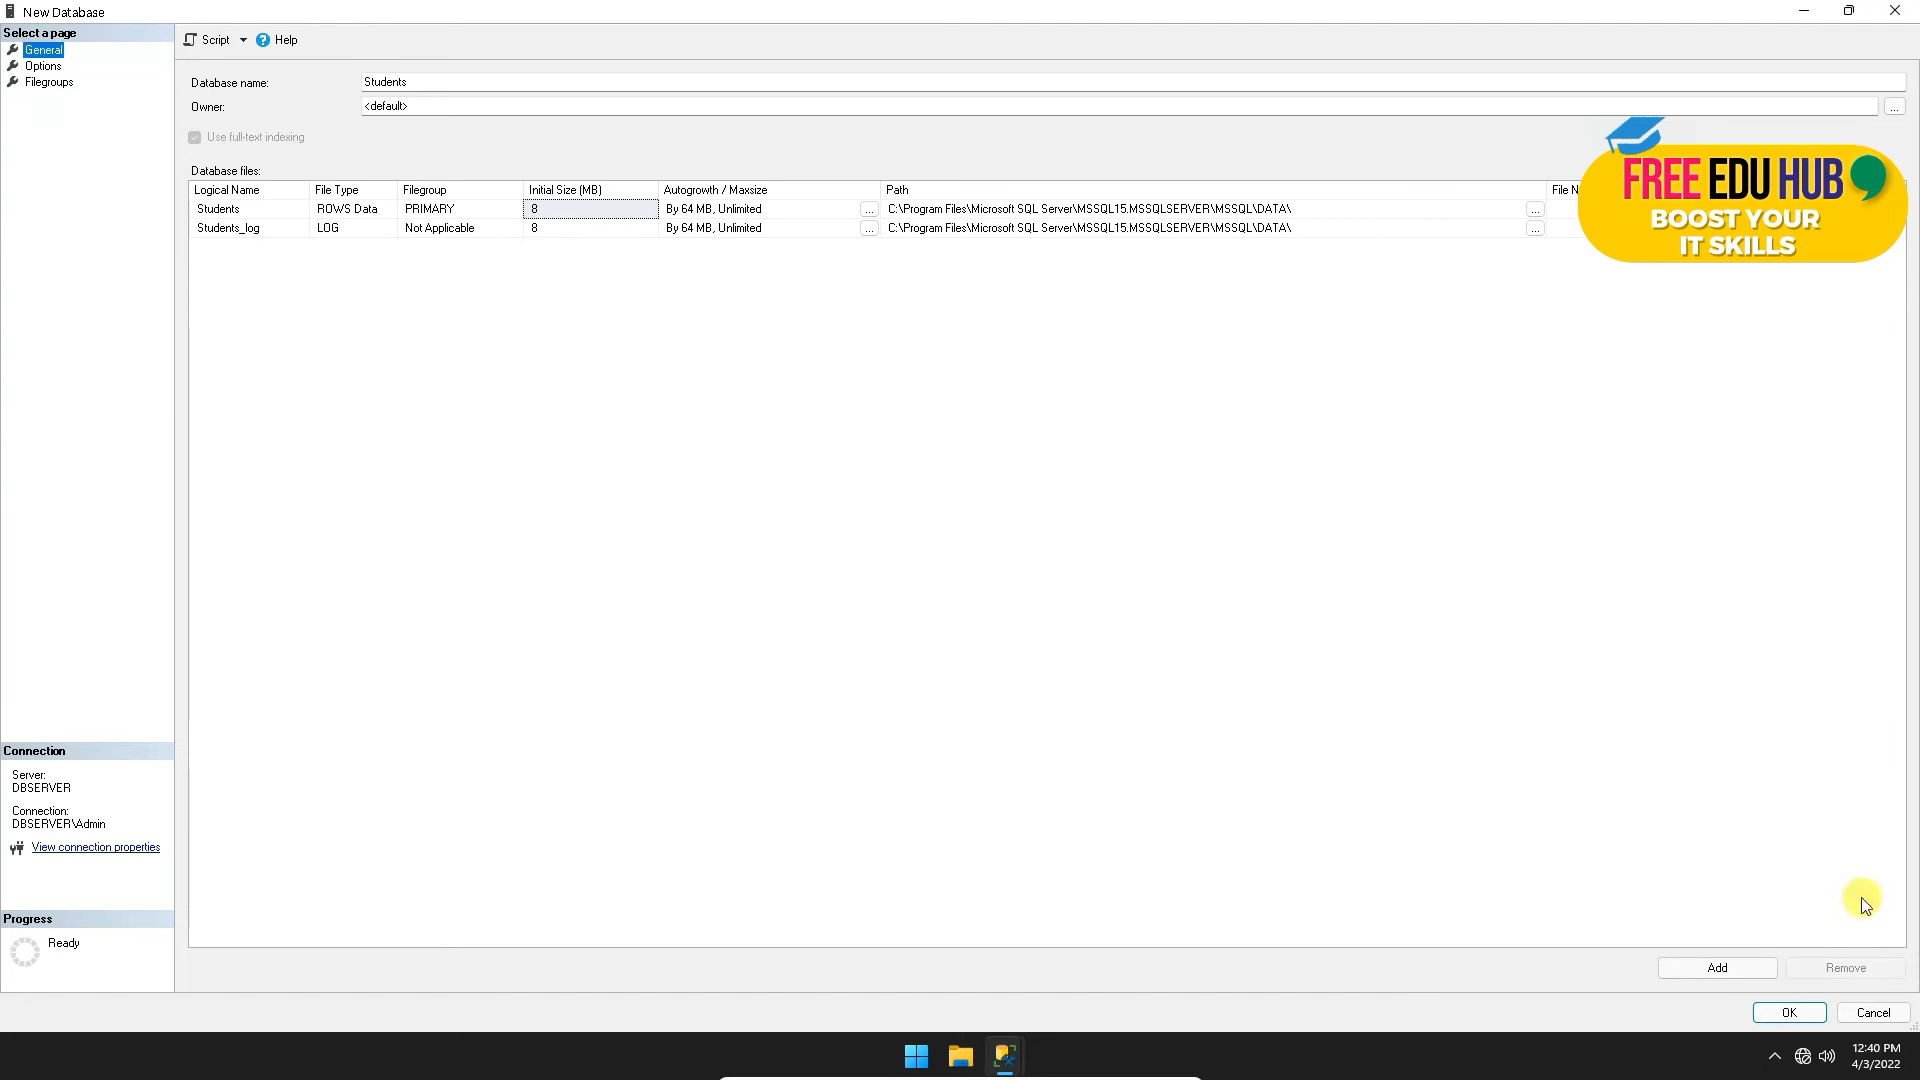 New Database
Select a page
General
Options
Filegroups
Script
Help
Database name:
Students
Owner:
<default>
...
Use full-text indexing
Database files:
Logical Name File Type Filegroup Initial Size (MB) Autogrowth / Maxsize Path File N
Students ROWS Data PRIMARY 8 By 64 MB, Unlimited ... C:\Program Files\Microsoft SQL Server\MSSQL15.MSSQLSERVER\MSSQL\DATA\ ...
Students_log LOG Not Applicable 8 By 64 MB, Unlimited ... C:\Program Files\Microsoft SQL Server\MSSQL15.MSSQLSERVER\MSSQL\DATA\ ...
FREE EDU HUB
BOOST YOUR
IT SKILLS
Connection
Server:
DBSERVER
Connection:
DBSERVER\Admin
View connection properties
Progress
Ready
Add
Remove
OK
Cancel
12:40 PM
4/3/2022